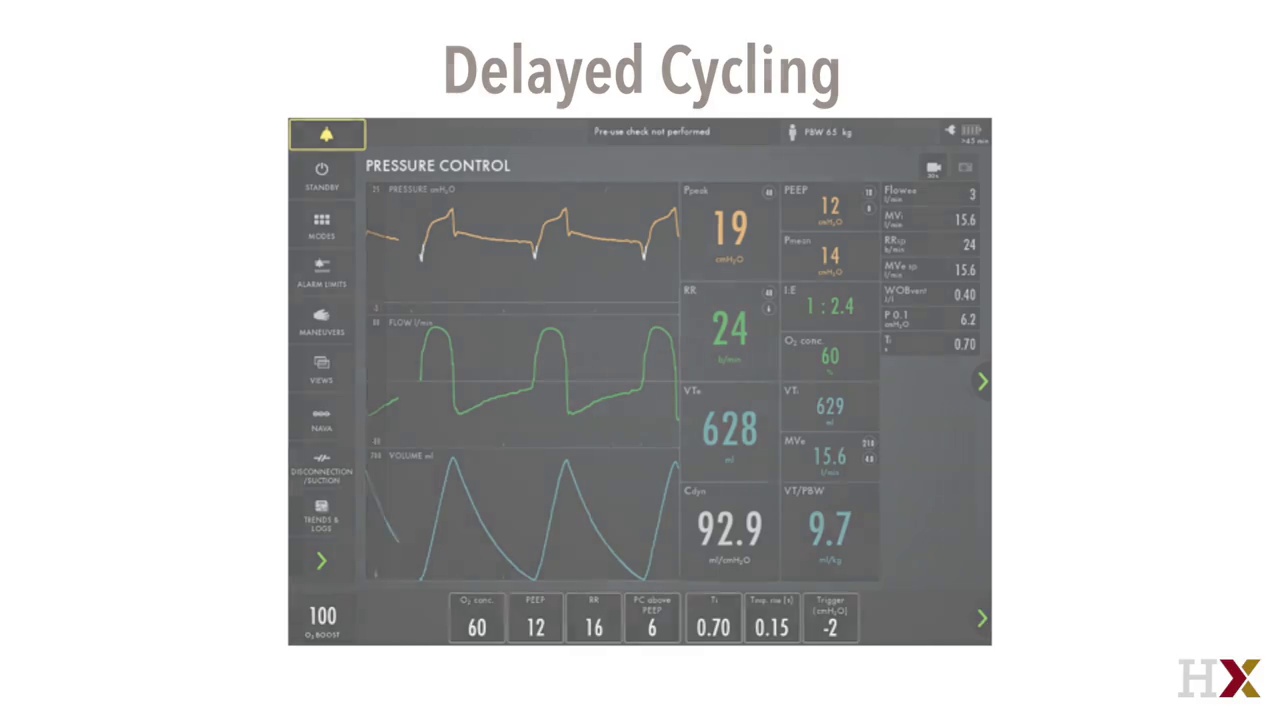 Delayed Cycling
Pre-use check not performed
PBW 65 kg
>45 min
STANDBY
MODES
ALARM LIMITS
MANEUVERS
VIEWS
NAVA
DISCONNECTION
/SUCTION
TRENDS &
LOGS
100
O₂ BOOST
PRESSURE CONTROL
21 PRESSURE cmH₂O
FLOW l/min
VOLUME ml
Ppeak
40
19
cmH₂O
RR
24
b/min
VTe
628
ml
Cdyn
92.9
ml/cmH₂O
PEEP
12
cmH₂O
Pmean
14
cmH₂O
I:E
1 : 2.4
O₂ conc.
60
%
VTi
629
ml
MVe
15.6
l/min
VT/PBW
9.7
ml/kg
Flowee
l/min
3
MVi
l/min
15.6
RRsp
b/min
24
MVe sp
l/min
15.6
WOBvent
J/l
0.40
P 0.1
cmH₂O
6.2
Ti
s
0.70
O₂ conc.
60
PEEP
12
RR
16
PC above
PEEP
6
Ti
0.70
0.15
Trigger
(cmH₂O)
-2
HX